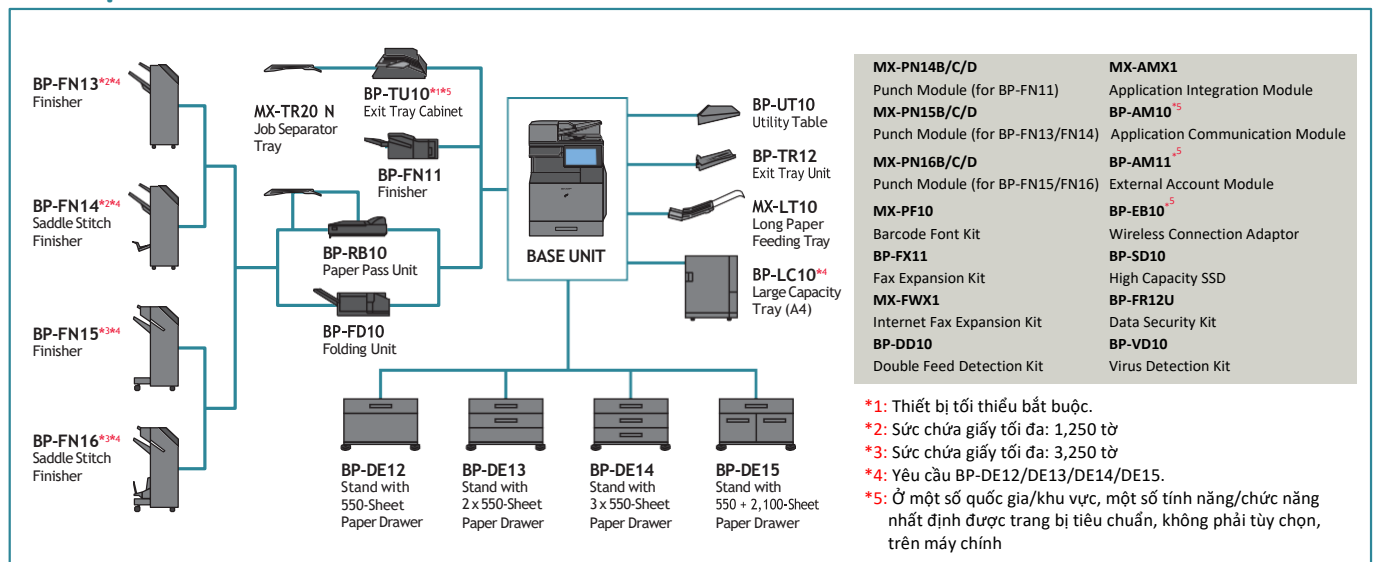 BP-FN13*2*4
Finisher
BP-FN14*2*4
Saddle Stitch
Finisher
BP-FN15*3*4
Finisher
BP-FN16*3*4
Saddle Stitch
Finisher
MX-TR20 N
Job Separator
Tray
BP-TU10*1*5
Exit Tray Cabinet
BP-FN11
Finisher
BP-RB10
Paper Pass Unit
BP-FD10
Folding Unit
BASE UNIT
BP-UT10
Utility Table
BP-TR12
Exit Tray Unit
MX-LT10
Long Paper
Feeding Tray
BP-LC10*4
Large Capacity
Tray (A4)
BP-DE12
Stand with
550-Sheet
Paper Drawer
BP-DE13
Stand with
2 x 550-Sheet
Paper Drawer
BP-DE14
Stand with
3 x 550-Sheet
Paper Drawer
BP-DE15
Stand with
550 + 2,100-Sheet
Paper Drawer
MX-PN14B/C/D
Punch Module (for BP-FN11)
MX-PN15B/C/D
Punch Module (for BP-FN13/FN14)
MX-PN16B/C/D
Punch Module (for BP-FN15/FN16)
MX-PF10
Barcode Font Kit
BP-FX11
Fax Expansion Kit
MX-FWX1
Internet Fax Expansion Kit
BP-DD10
Double Feed Detection Kit
MX-AMX1
Application Integration Module
BP-AM10*5
Application Communication Module
BP-AM11*5
External Account Module
BP-EB10*5
Wireless Connection Adaptor
BP-SD10
High Capacity SSD
BP-FR12U
Data Security Kit
BP-VD10
Virus Detection Kit
*1: Thiết bị tối thiểu bắt buộc.
*2: Sức chứa giấy tối đa: 1,250 tờ
*3: Sức chứa giấy tối đa: 3,250 tờ
*4: Yêu cầu BP-DE12/DE13/DE14/DE15.
*5: Ở một số quốc gia/khu vực, một số tính năng/chức năng
nhất định được trang bị tiêu chuẩn, không phải tùy chọn,
trên máy chính